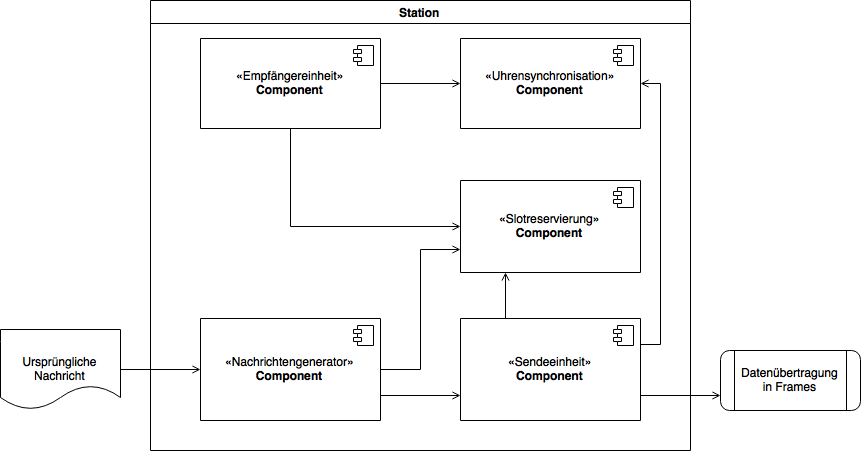 Station
«Empfängereinheit»
Component
«Uhrensynchronisation»
Component
«Slotreservierung»
Component
Ursprüngliche
Nachricht
«Nachrichtengenerator»
Component
«Sendeeinheit»
Component
Datenübertragung
in Frames